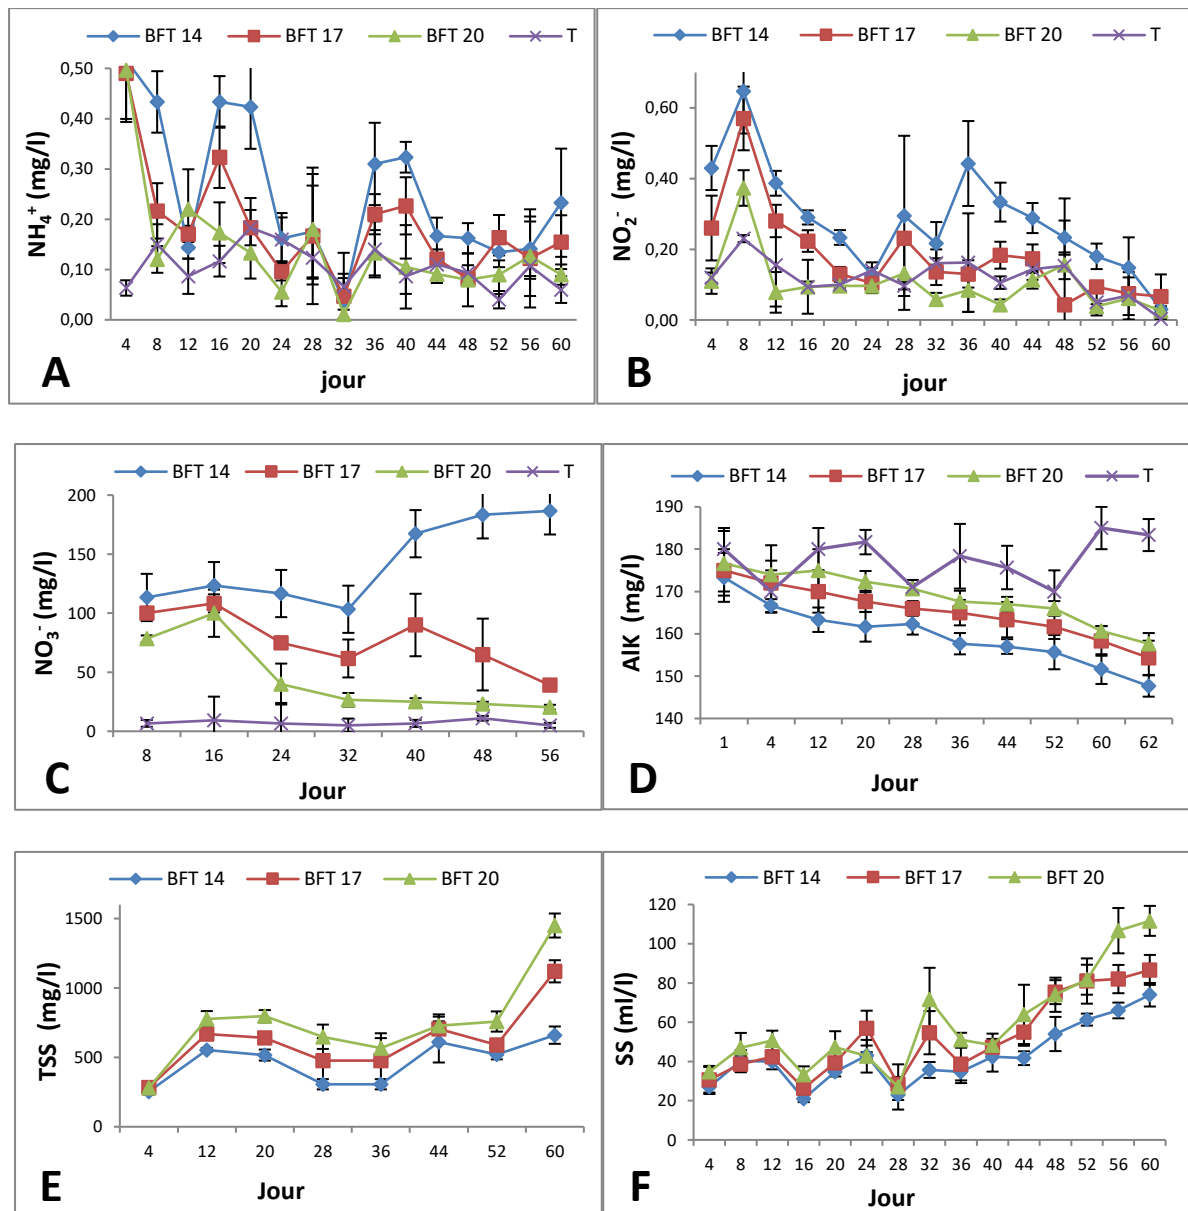 BFT 14 BFT 17 BFT 20 T
0,50
0,40
0,30
0,20
0,10
0,00
NH4+ (mg/l)
4 8 12 16 20 24 28 32 36 40 44 48 52 56 60
jour
A
BFT 14 BFT 17 BFT 20 T
0,60
0,40
0,20
0,00
NO2- (mg/l)
4 8 12 16 20 24 28 32 36 40 44 48 52 56 60
jour
B
BFT 14 BFT 17 BFT 20 T
200
150
100
50
0
NO3- (mg/l)
8 16 24 32 40 48 56
Jour
C
BFT 14 BFT 17 BFT 20 T
190
180
170
160
150
140
AlK (mg/l)
1 4 12 20 28 36 44 52 60 62
Jour
D
BFT 14 BFT 17 BFT 20
1500
1000
500
0
TSS (mg/l)
4 12 20 28 36 44 52 60
Jour
E
BFT 14 BFT 17 BFT 20
120
100
80
60
40
20
0
SS (ml/l)
4 8 12 16 20 24 28 32 36 40 44 48 52 56 60
Jour
F